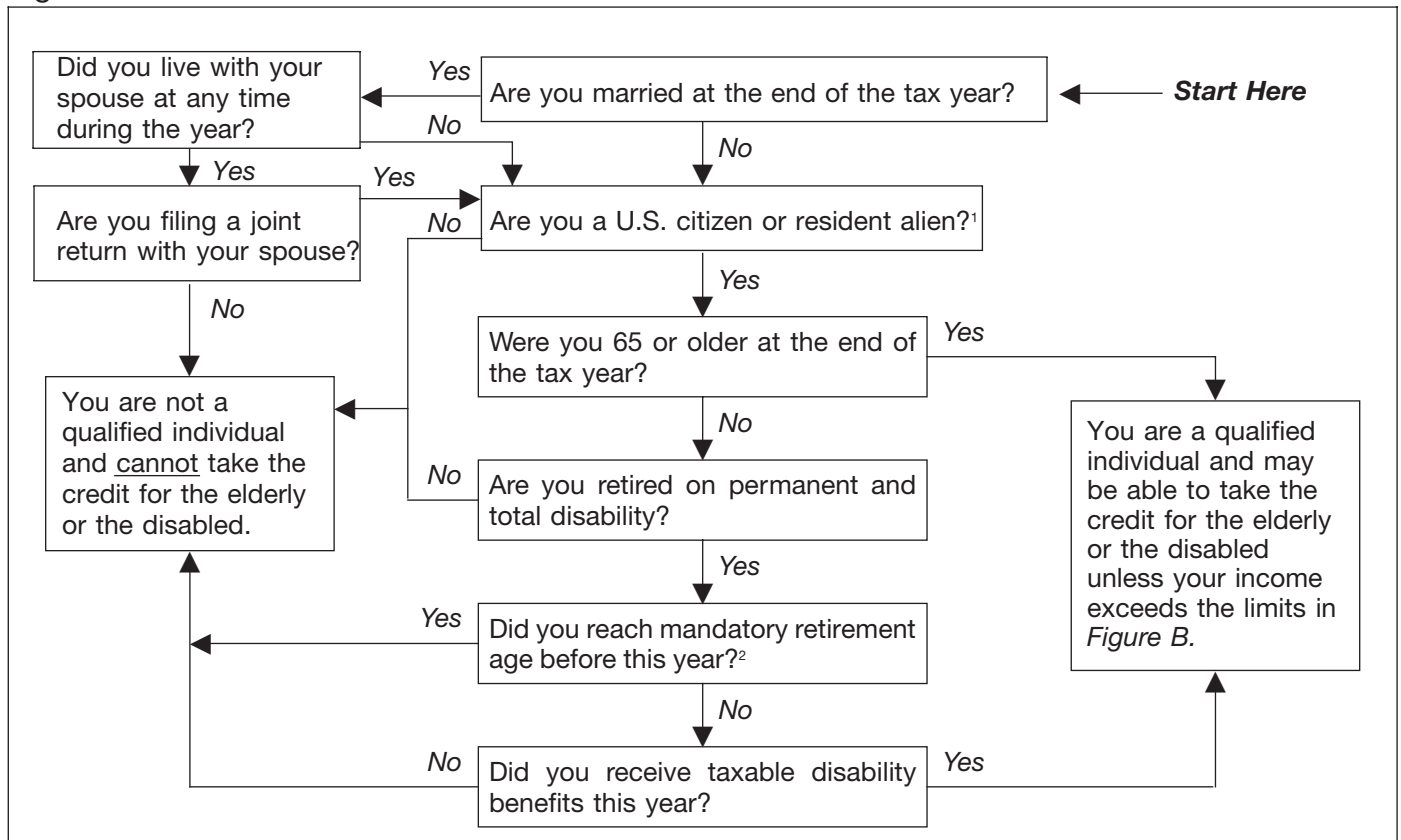 Start Here
Are you married at the end of the tax year?
Yes
No
Did you live with your
spouse at any time
during the year?
No
Yes
Are you filing a joint
return with your spouse?
Yes
No
Are you a U.S. citizen or resident alien?¹
No
Yes
Were you 65 or older at the end of
the tax year?
Yes
No
Are you retired on permanent and
total disability?
No
Yes
Did you reach mandatory retirement
age before this year?²
Yes
No
Did you receive taxable disability
benefits this year?
No
Yes
You are not a
qualified individual
and cannot take the
credit for the elderly
or the disabled.
You are a qualified
individual and may
be able to take the
credit for the elderly
or the disabled
unless your income
exceeds the limits in
Figure B.